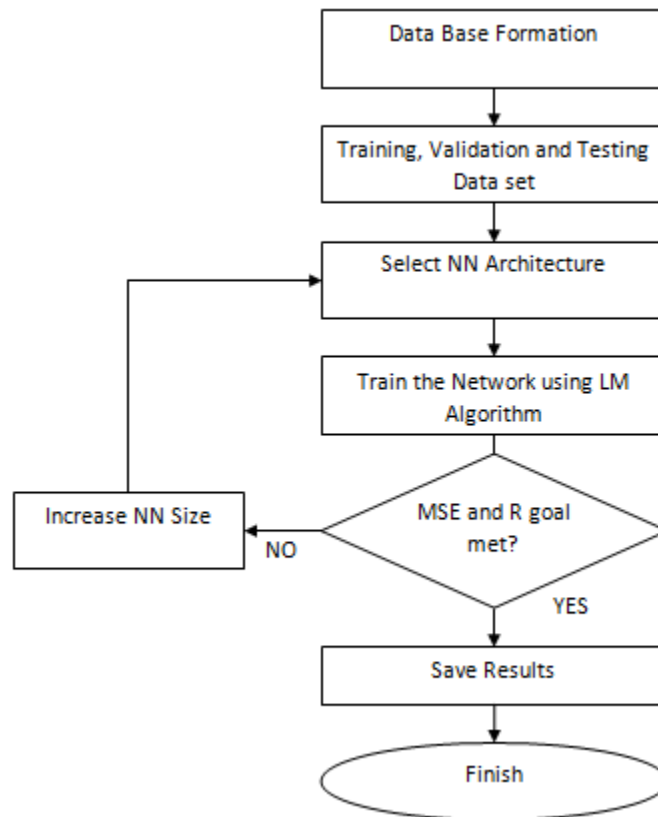 Data Base Formation
Training, Validation and Testing
Data set
Select NN Architecture
Train the Network using LM
Algorithm
MSE and R goal
met?
Increase NN Size
NO
YES
Save Results
Finish